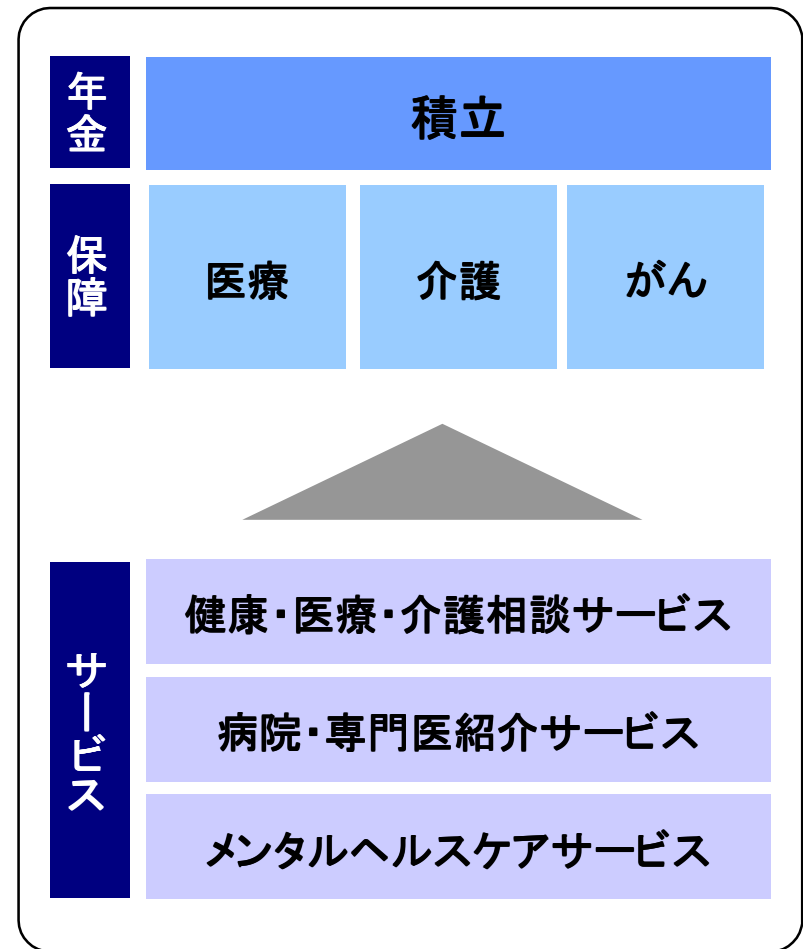 年金
積立
保障
医療
介護
がん
サービス
健康・医療・介護相談サービス
病院・専門医紹介サービス
メンタルヘルスケアサービス